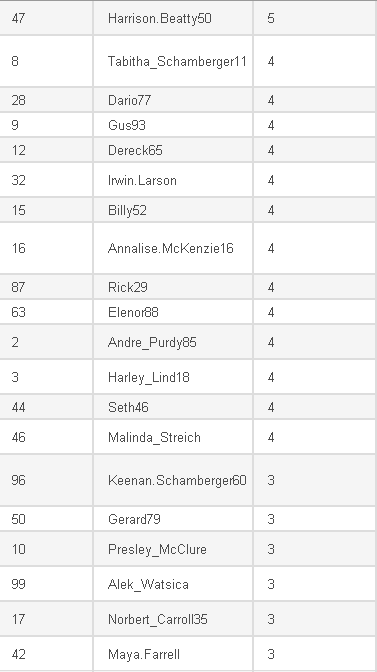 47 Harrison.Beatty50 5
8 Tabitha_Schamberger11 4
28 Dario77 4
9 Gus93 4
12 Dereck65 4
32 Irwin.Larson 4
15 Billy52 4
16 Annalise.McKenzie16 4
87 Rick29 4
63 Elenor88 4
2 Andre_Purdy85 4
3 Harley_Lind18 4
44 Seth46 4
46 Malinda_Streich 4
96 Keenan.Schamberger60 3
50 Gerard79 3
10 Presley_McClure 3
99 Alek_Watsica 3
17 Norbert_Carroll35 3
42 Maya.Farrell 3